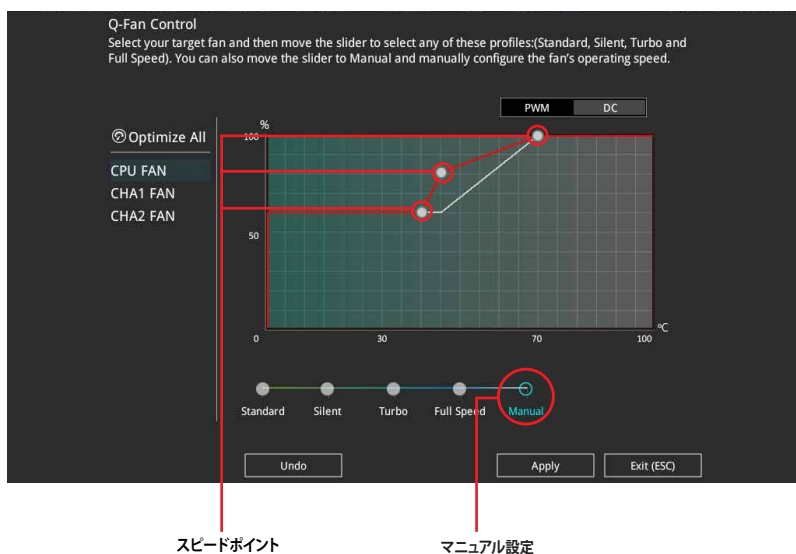 Q-Fan Control
Select your target fan and then move the slider to select any of these profiles:(Standard, Silent, Turbo and
Full Speed). You can also move the slider to Manual and manually configure the fan's operating speed.
PWM DC
%
Optimize All
100
CPU FAN
CHA1 FAN
CHA2 FAN
50
°C
0 30 70 100
Standard Silent Turbo Full Speed Manual
Undo Apply Exit (ESC)
スピードポイント マニュアル設定